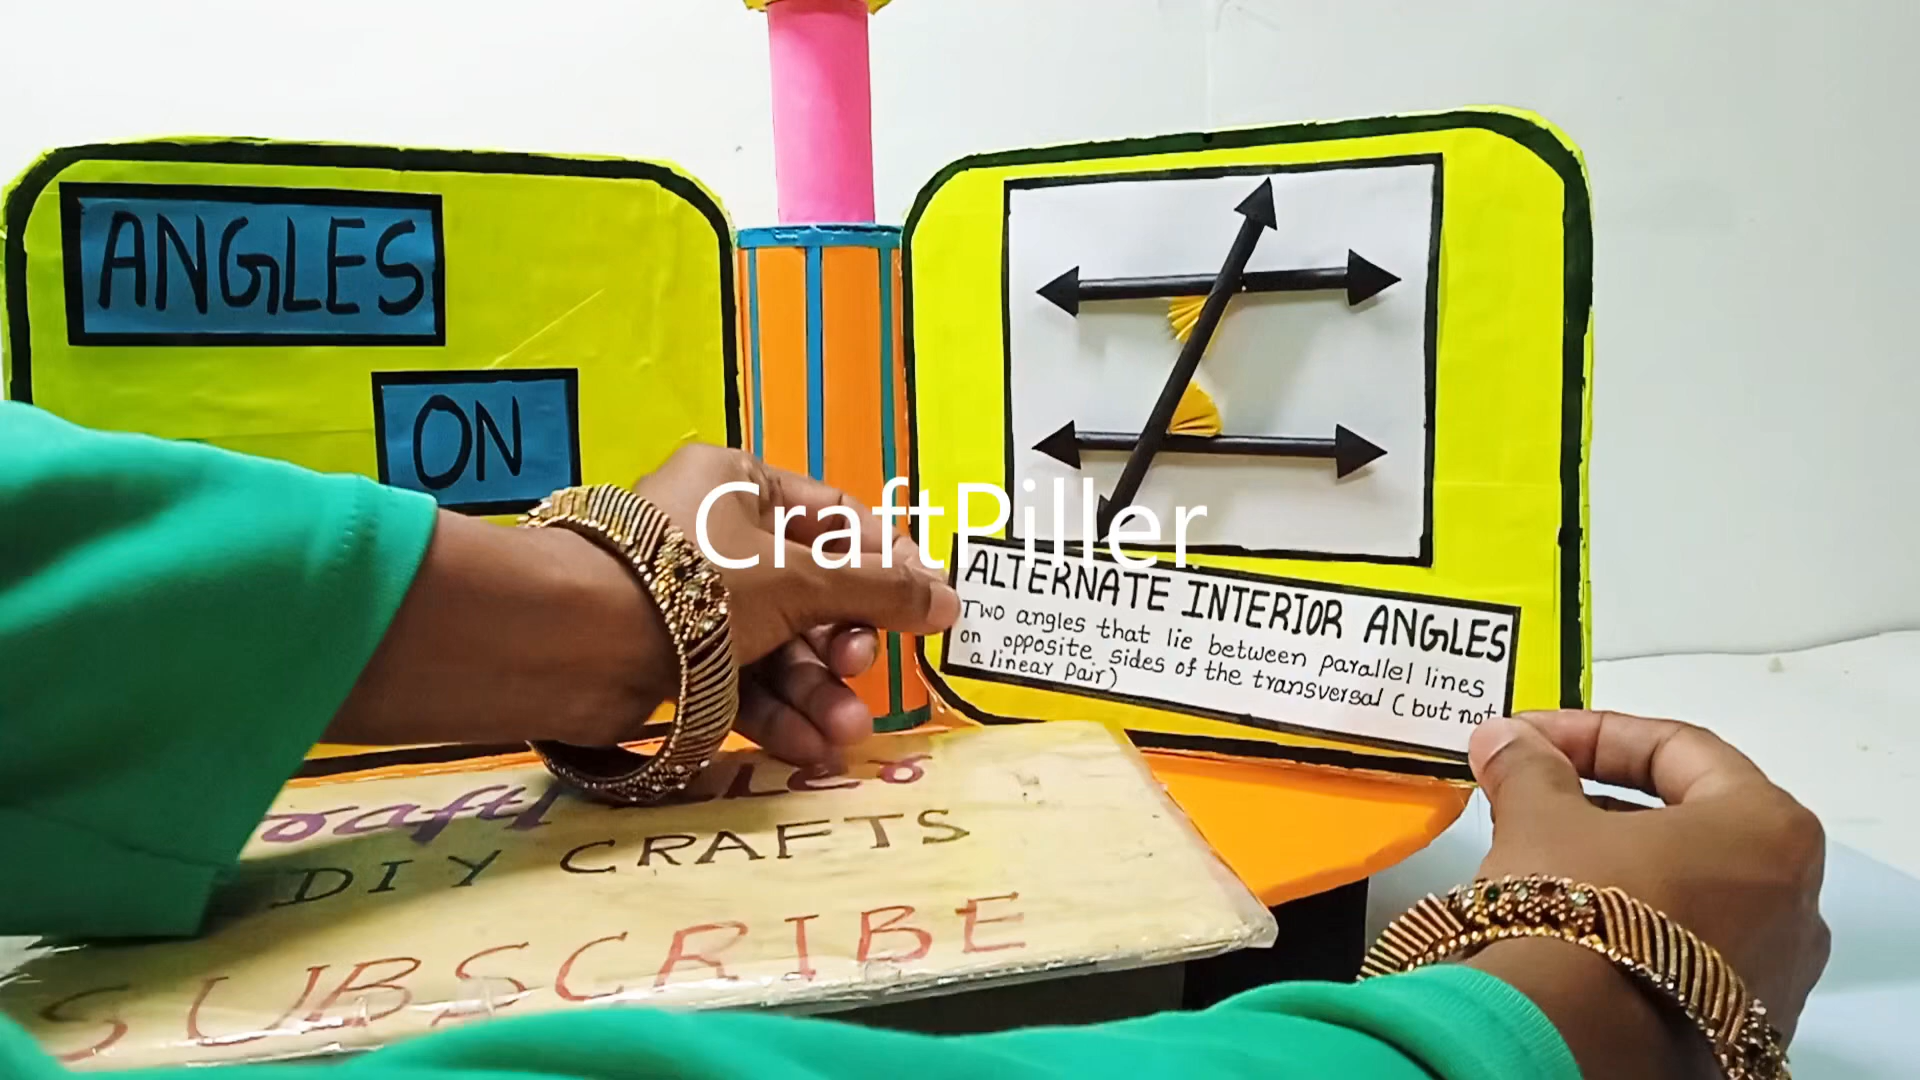 ANGLES
ON
CraftPiller
ALTERNATE INTERIOR ANGLES
Two angles that lie between parallel lines
on opposite sides of the transversal (but not
a linear pair)
DIY CRAFTS
SUBSCRIBE